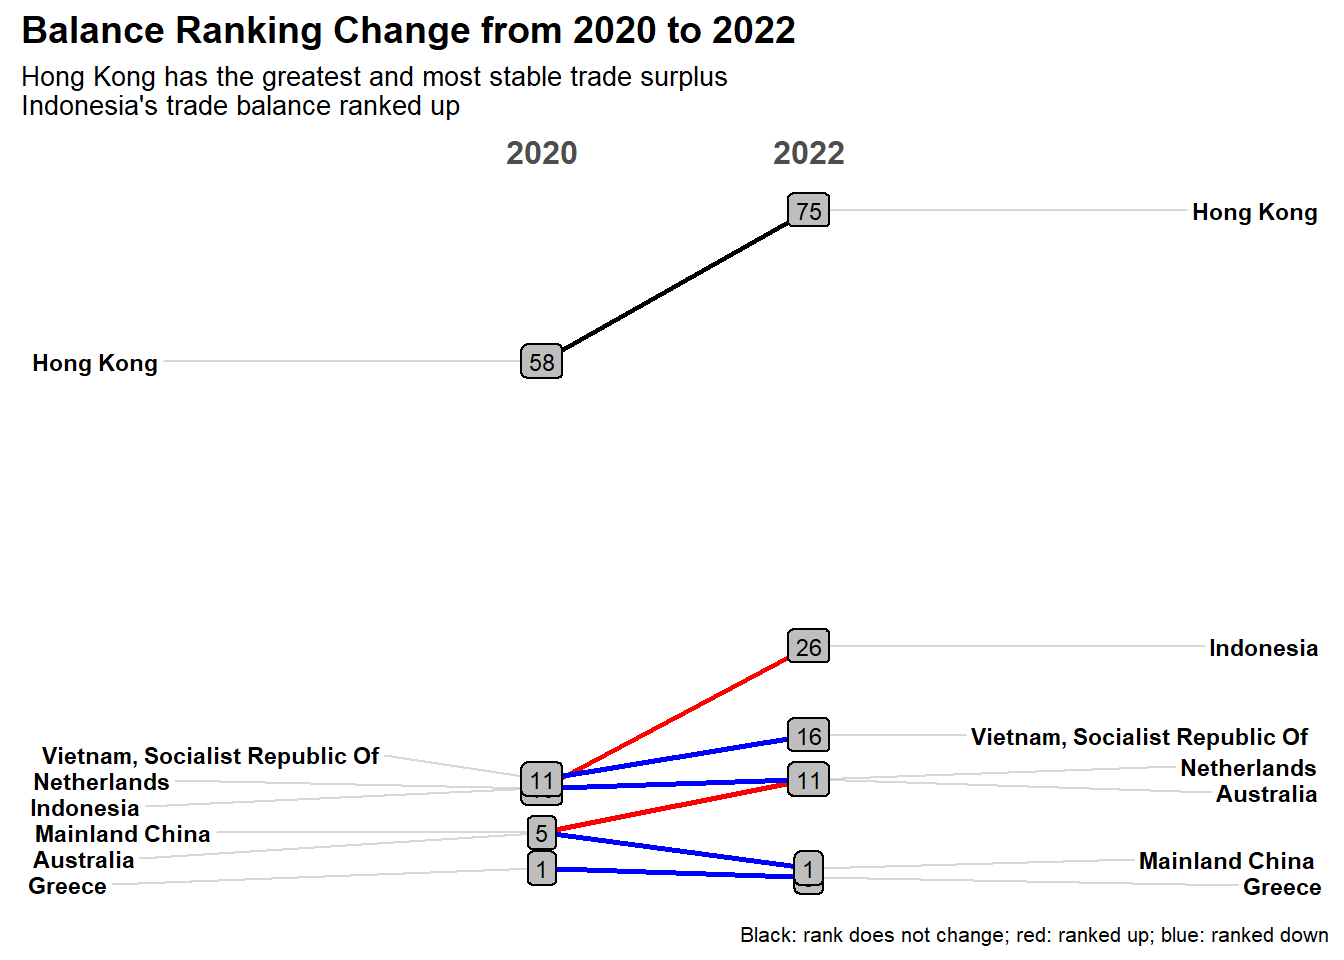 Balance Ranking Change from 2020 to 2022
Hong Kong has the greatest and most stable trade surplus
Indonesia's trade balance ranked up
2020 2022
75 Hong Kong
Hong Kong 58
26 Indonesia
16 Vietnam, Socialist Republic Of
Vietnam, Socialist Republic Of
11 11
Netherlands
Netherlands
Indonesia
Australia
Mainland China 5
Australia
1 1
Mainland China
Greece
Greece
Black: rank does not change; red: ranked up; blue: ranked down